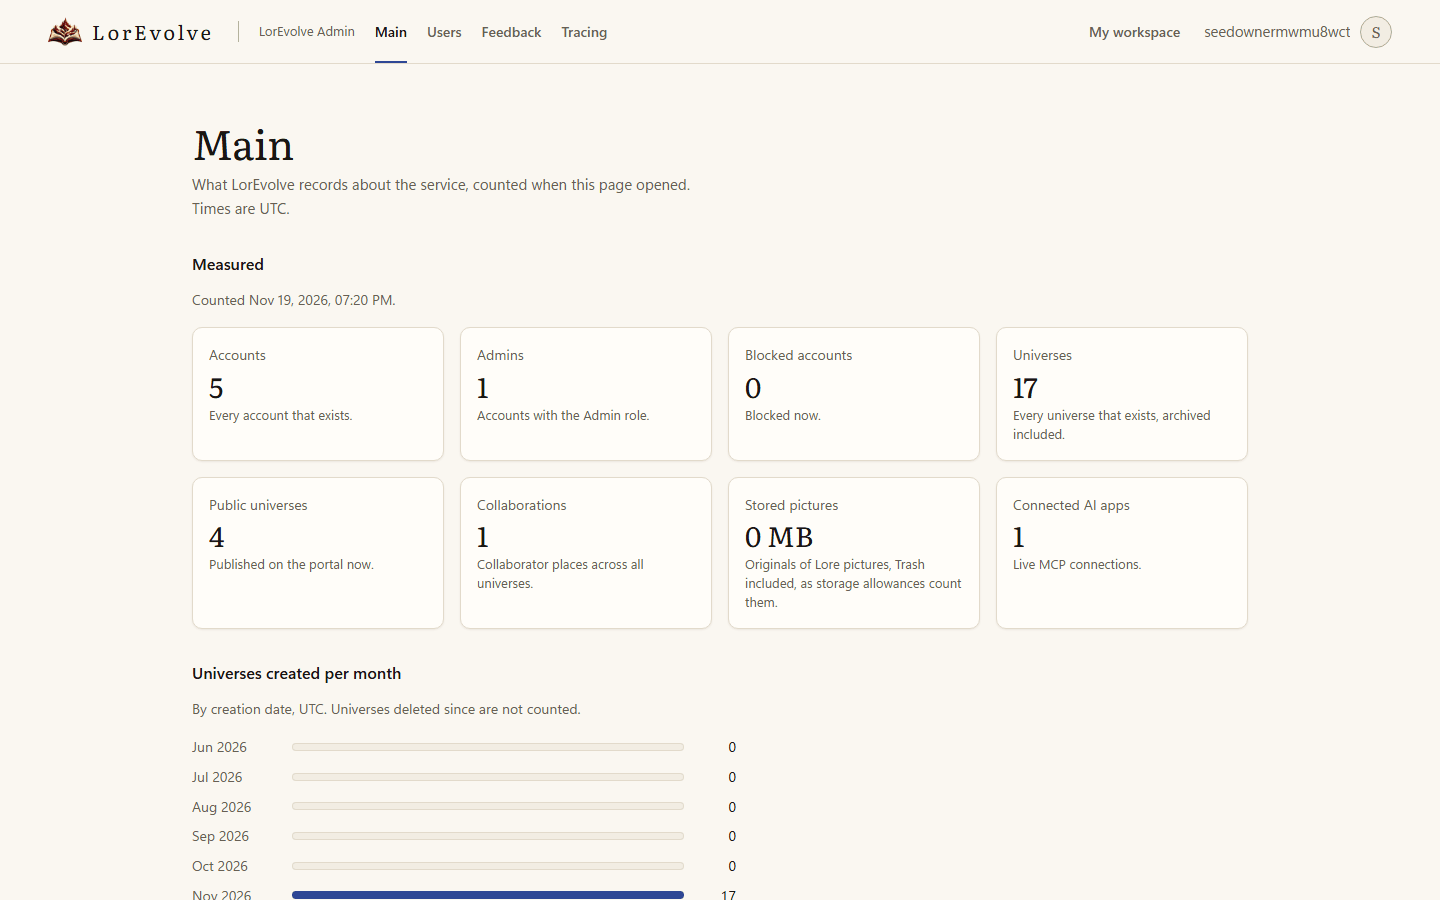 LorEvolve
LorEvolve Admin
Main
Users
Feedback
Tracing
My workspace
seedownermwmu8wct
S
Main
What LorEvolve records about the service, counted when this page opened.
Times are UTC.
Measured
Counted Nov 19, 2026, 07:20 PM.
Accounts
5
Every account that exists.
Admins
1
Accounts with the Admin role.
Blocked accounts
0
Blocked now.
Universes
17
Every universe that exists, archived
included.
Public universes
4
Published on the portal now.
Collaborations
1
Collaborator places across all
universes.
Stored pictures
0 MB
Originals of Lore pictures, Trash
included, as storage allowances count
them.
Connected AI apps
1
Live MCP connections.
Universes created per month
By creation date, UTC. Universes deleted since are not counted.
Jun 2026 0
Jul 2026 0
Aug 2026 0
Sep 2026 0
Oct 2026 0
Nov 2026 17